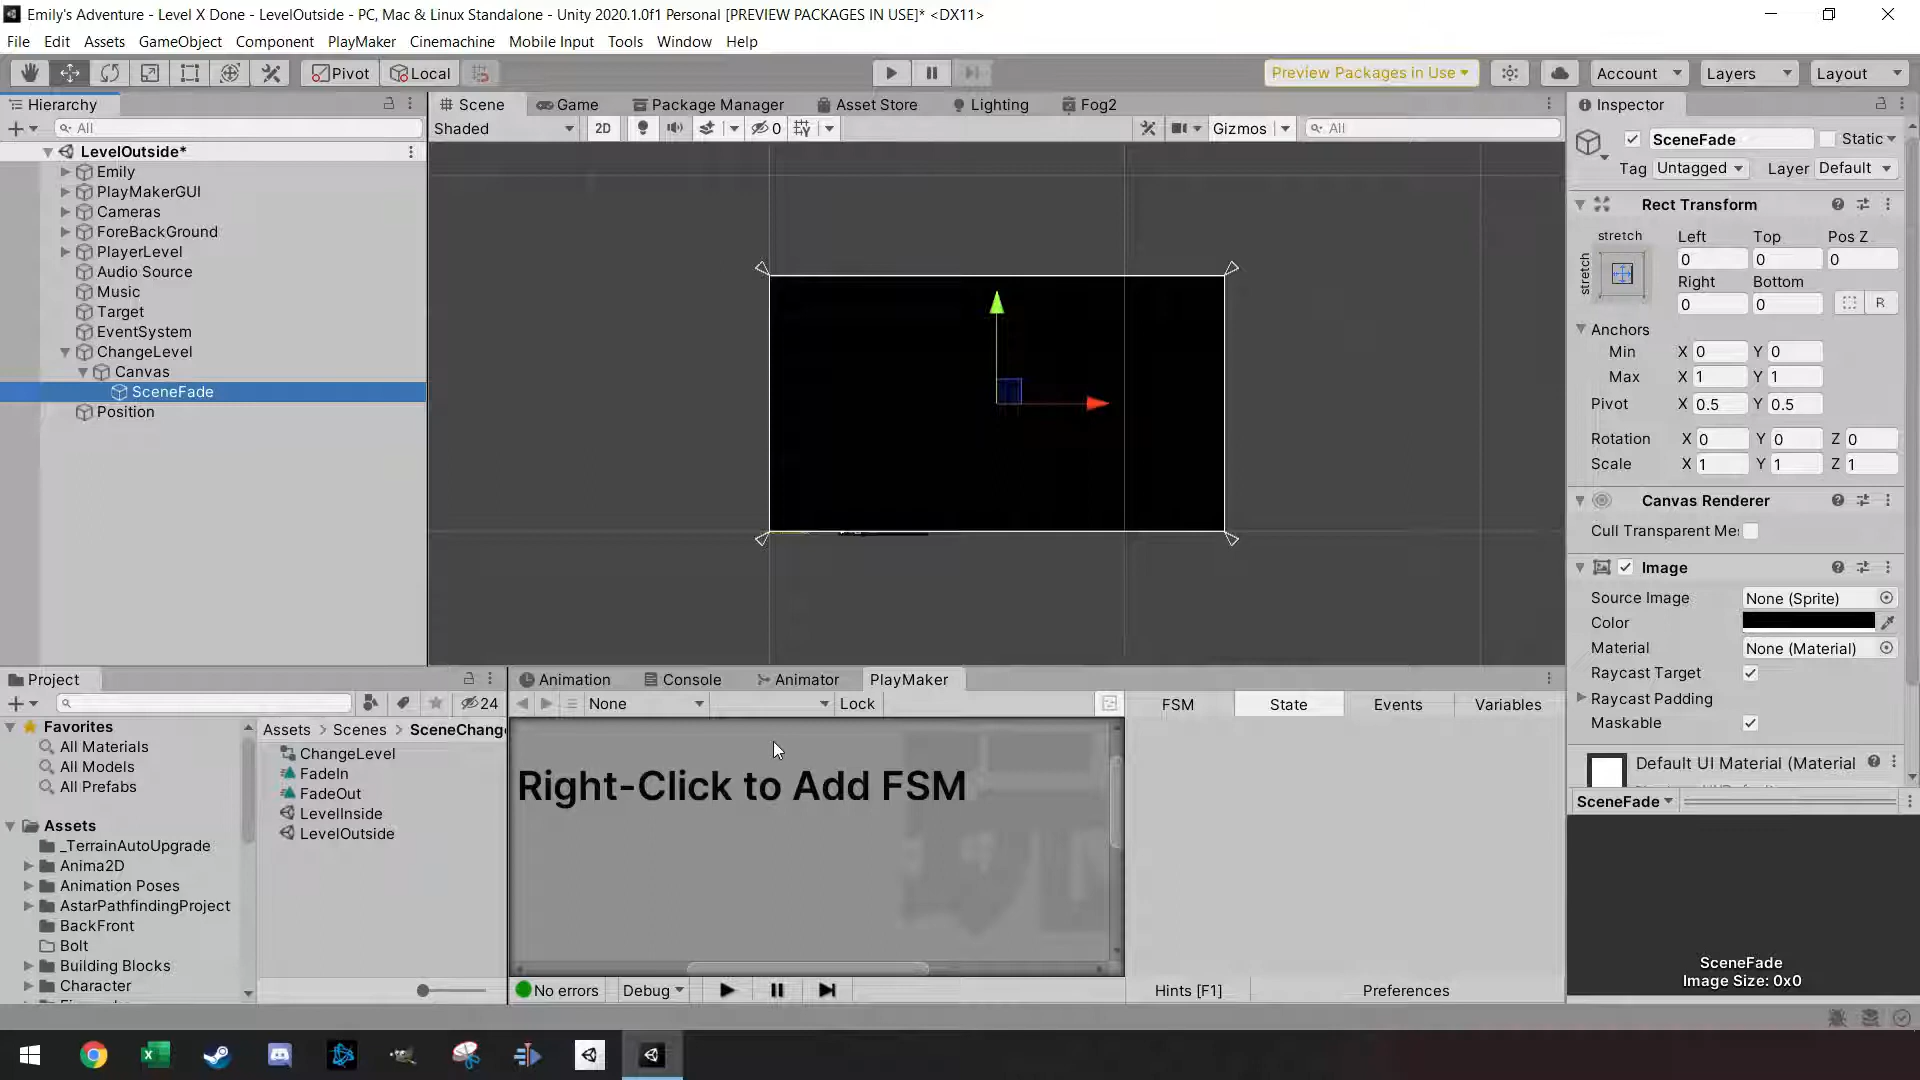 Emily's Adventure - Level X Done - LevelOutside - PC, Mac & Linux Standalone - Unity 2020.1.0f1 Personal [PREVIEW PACKAGES IN USE]* <DX11>
File Edit Assets GameObject Component PlayMaker Cinemachine Mobile Input Tools Window Help
Pivot Local Preview Packages in Use Account Layers Layout
Hierarchy Scene Game Package Manager Asset Store Lighting Fog2 Inspector
All Shaded 2D 0 Gizmos All
LevelOutside*
Emily
PlayMakerGUI
Cameras
ForeBackGround
PlayerLevel
Audio Source
Music
Target
EventSystem
ChangeLevel
Canvas
SceneFade
Position
SceneFade Static
Tag Untagged Layer Default
Rect Transform
stretch Left Top Pos Z
stretch 0 0 0
Right Bottom
0 0 R
Anchors
Min X 0 Y 0
Max X 1 Y 1
Pivot X 0.5 Y 0.5
Rotation X 0 Y 0 Z 0
Scale X 1 Y 1 Z 1
Canvas Renderer
Cull Transparent Me
Image
Source Image None (Sprite)
Color
Material None (Material)
Raycast Target
Raycast Padding
Maskable
Default UI Material (Material
SceneFade
SceneFade
Image Size: 0x0
Project
24
Favorites
All Materials
All Models
All Prefabs
Assets
_TerrainAutoUpgrade
Anima2D
Animation Poses
AstarPathfindingProject
BackFront
Bolt
Building Blocks
Character
Assets > Scenes > SceneChang
ChangeLevel
FadeIn
FadeOut
LevelInside
LevelOutside
Animation Console Animator PlayMaker
None Lock FSM State Events Variables
Right-Click to Add FSM
No errors Debug Hints [F1] Preferences